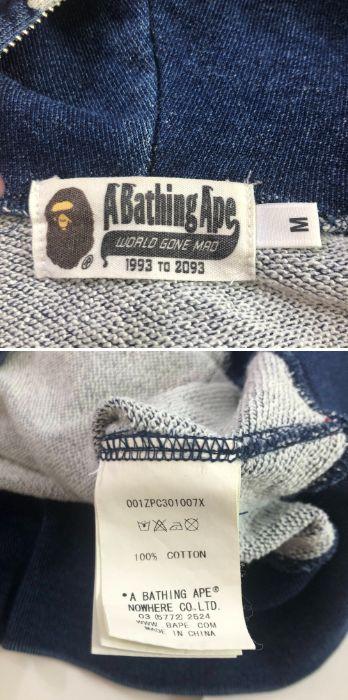 A Bathing Ape
®
WORLD GONE MAD
1993 TO 2093
M
001ZPC301007X
100% COTTON
*A BATHING APE®
NOWHERE CO.LTD.
03 (5772) 2524
WWW. BAPE. COM
MADE IN CHINA